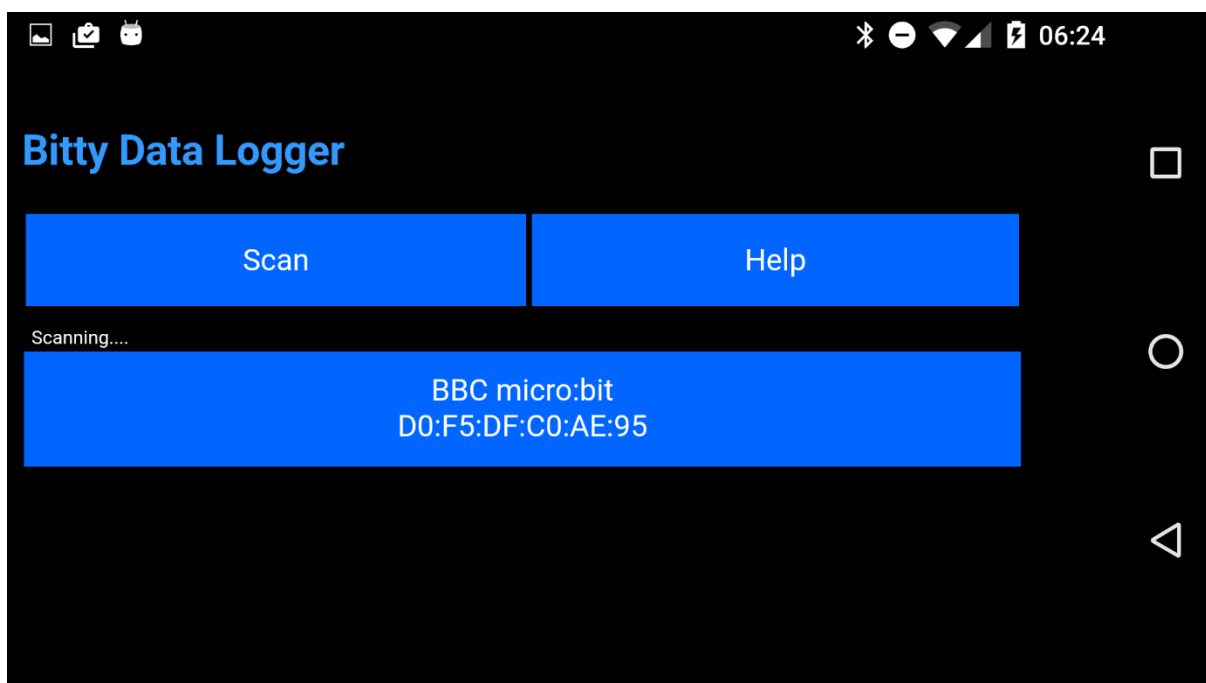 06:24
Bitty Data Logger
Scan
Help
Scanning....
BBC micro:bit
D0:F5:DF:C0:AE:95